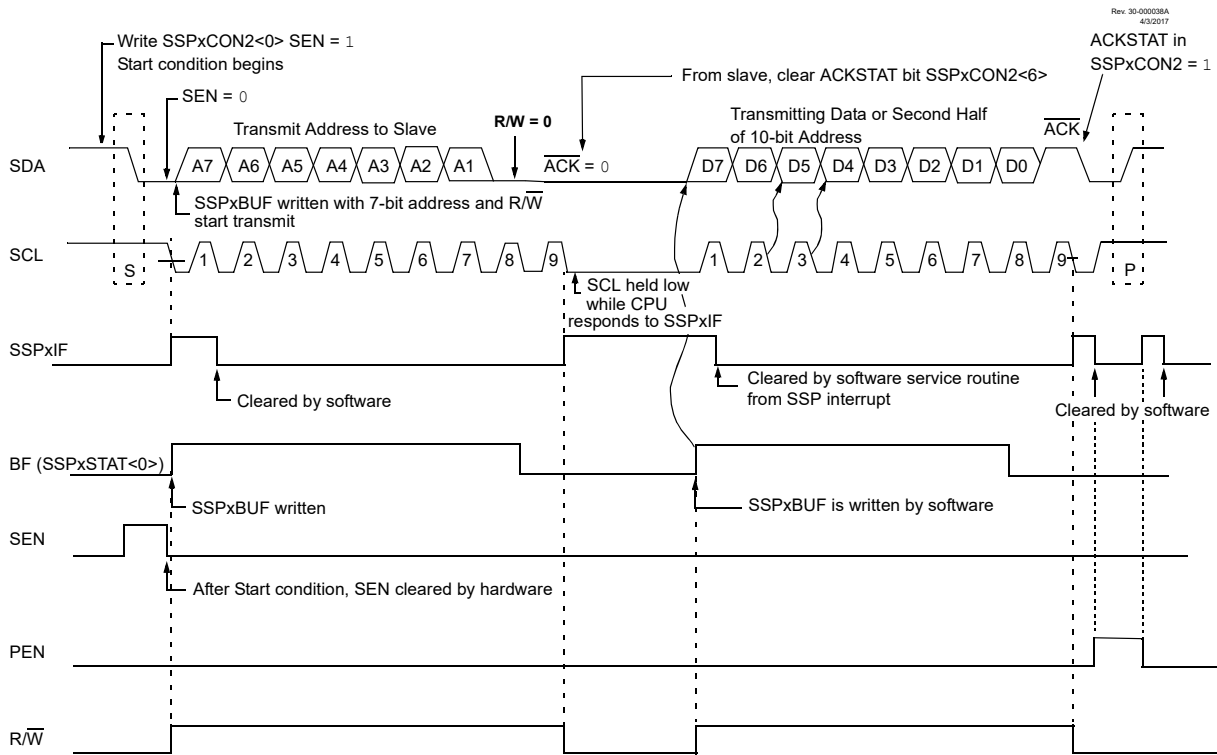 Rev. 30-000038A
4/3/2017
Write SSPxCON2<0> SEN = 1
Start condition begins
ACKSTAT in
SSPxCON2 = 1
From slave, clear ACKSTAT bit SSPxCON2<6>
SEN = 0
Transmit Address to Slave
R/W = 0
Transmitting Data or Second Half
of 10-bit Address
ACK
SDA
A7 A6 A5 A4 A3 A2 A1
ACK = 0
D7 D6 D5 D4 D3 D2 D1 D0
SSPxBUF written with 7-bit address and R/W
start transmit
SCL
S
1 2 3 4 5 6 7 8 9
1 2 3 4 5 6 7 8 9
P
SCL held low
while CPU
responds to SSPxIF
SSPxIF
Cleared by software
Cleared by software service routine
from SSP interrupt
Cleared by software
BF (SSPxSTAT<0>)
SSPxBUF written
SSPxBUF is written by software
SEN
After Start condition, SEN cleared by hardware
PEN
R/W